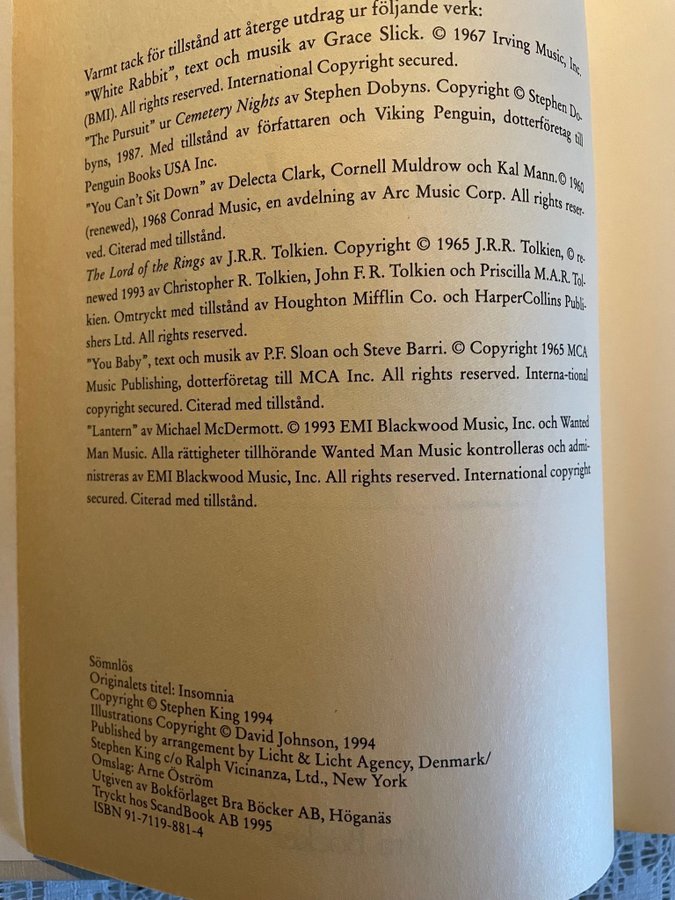 Varmt tack för tillstånd att återge utdrag ur följande verk:
"White Rabbit", text och musik av Grace Slick. © 1967 Irving Music, Inc.
(BMI). All rights reserved. International Copyright secured.
"The Pursuit" ur Cemetery Nights av Stephen Dobyns. Copyright © Stephen Do-
byns, 1987. Med tillstånd av författaren och Viking Penguin, dotterföretag till
Penguin Books USA Inc.
"You Can't Sit Down" av Delecta Clark, Cornell Muldrow och Kal Mann.© 1960
(renewed), 1968 Conrad Music, en avdelning av Arc Music Corp. All rights reser-
ved. Citerad med tillstånd.
The Lord of the Rings av J.R.R. Tolkien. Copyright © 1965 J.R.R. Tolkien, © re-
newed 1993 av Christopher R. Tolkien, John F.R. Tolkien och Priscilla M.A.R. Tol-
kien. Omtryckt med tillstånd av Houghton Mifflin Co. och HarperCollins Publi-
shers Ltd. All rights reserved.
"You Baby", text och musik av P.F. Sloan och Steve Barri. © Copyright 1965 MCA
Music Publishing, dotterföretag till MCA Inc. All rights reserved. Interna-tional
copyright secured. Citerad med tillstånd.
"Lantern" av Michael McDermott. © 1993 EMI Blackwood Music, Inc. och Wanted
Man Music. Alla rättigheter tillhörande Wanted Man Music kontrolleras och admi-
nistreras av EMI Blackwood Music, Inc. All rights reserved. International copyright
secured. Citerad med tillstånd.
Sömnlös
Originalets titel: Insomnia
Copyright © Stephen King 1994
Illustrations Copyright © David Johnson, 1994
Published by arrangement by Licht & Licht Agency, Denmark/
Stephen King c/o Ralph Vicinanza, Ltd., New York
Omslag: Arne Öström
Utgiven av Bokförlaget Bra Böcker AB, Höganäs
Tryckt hos ScandBook AB 1995
ISBN 91-7119-881-4